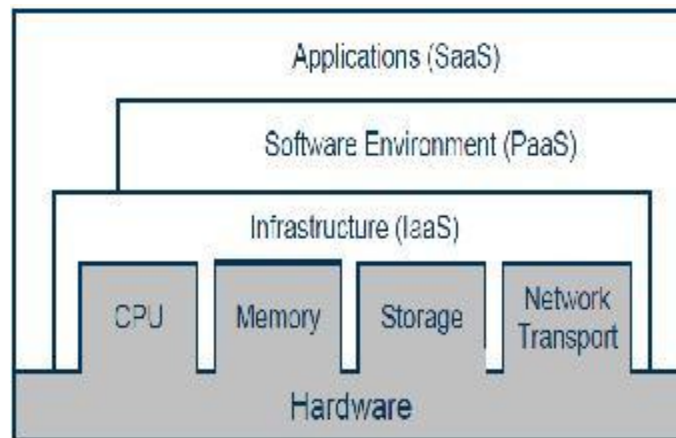 Applications (SaaS)
Software Environment (PaaS)
Infrastructure (IaaS)
CPU
Memory
Storage
Network
Transport
Hardware